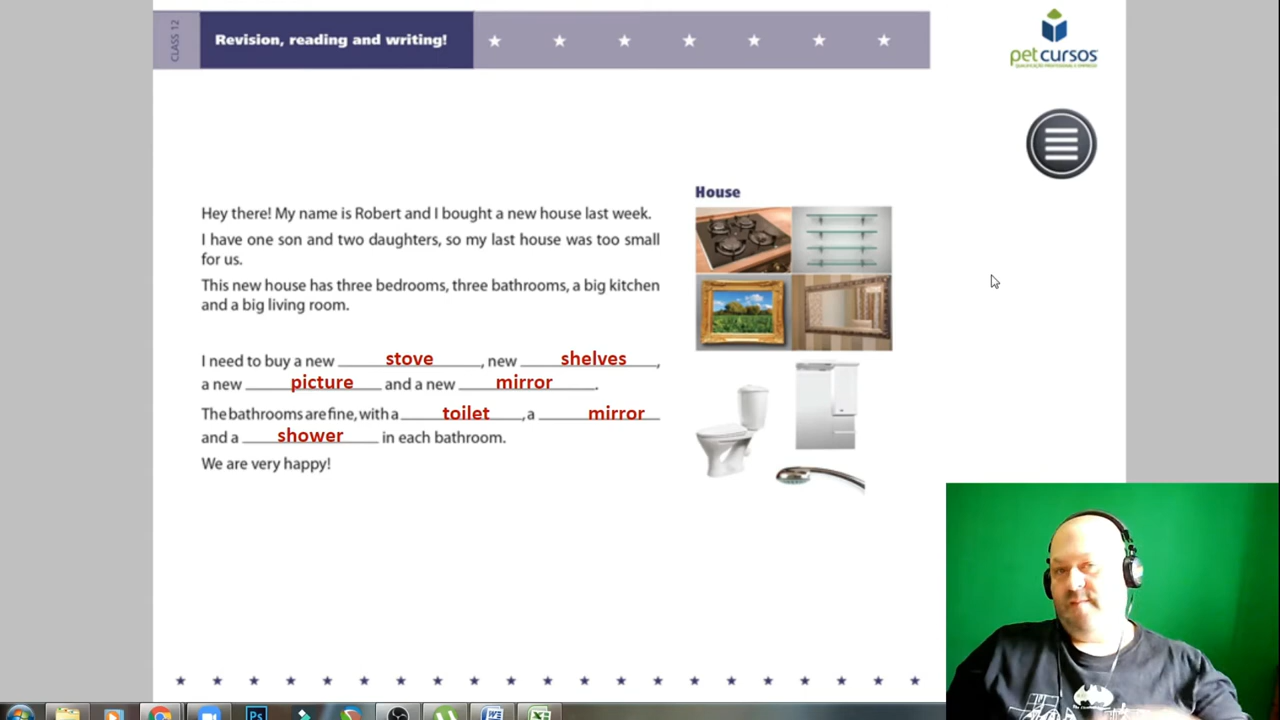 CLASS 12
Revision, reading and writing!
pet cursos
QUALIFICAÇÃO PROFISSIONAL E EMPREGO
House
Hey there! My name is Robert and I bought a new house last week.
I have one son and two daughters, so my last house was too small
for us.
This new house has three bedrooms, three bathrooms, a big kitchen
and a big living room.
I need to buy a new stove, new shelves,
a new picture and a new mirror.
The bathrooms are fine, with a toilet, a mirror
and a shower in each bathroom.
We are very happy!
Ps